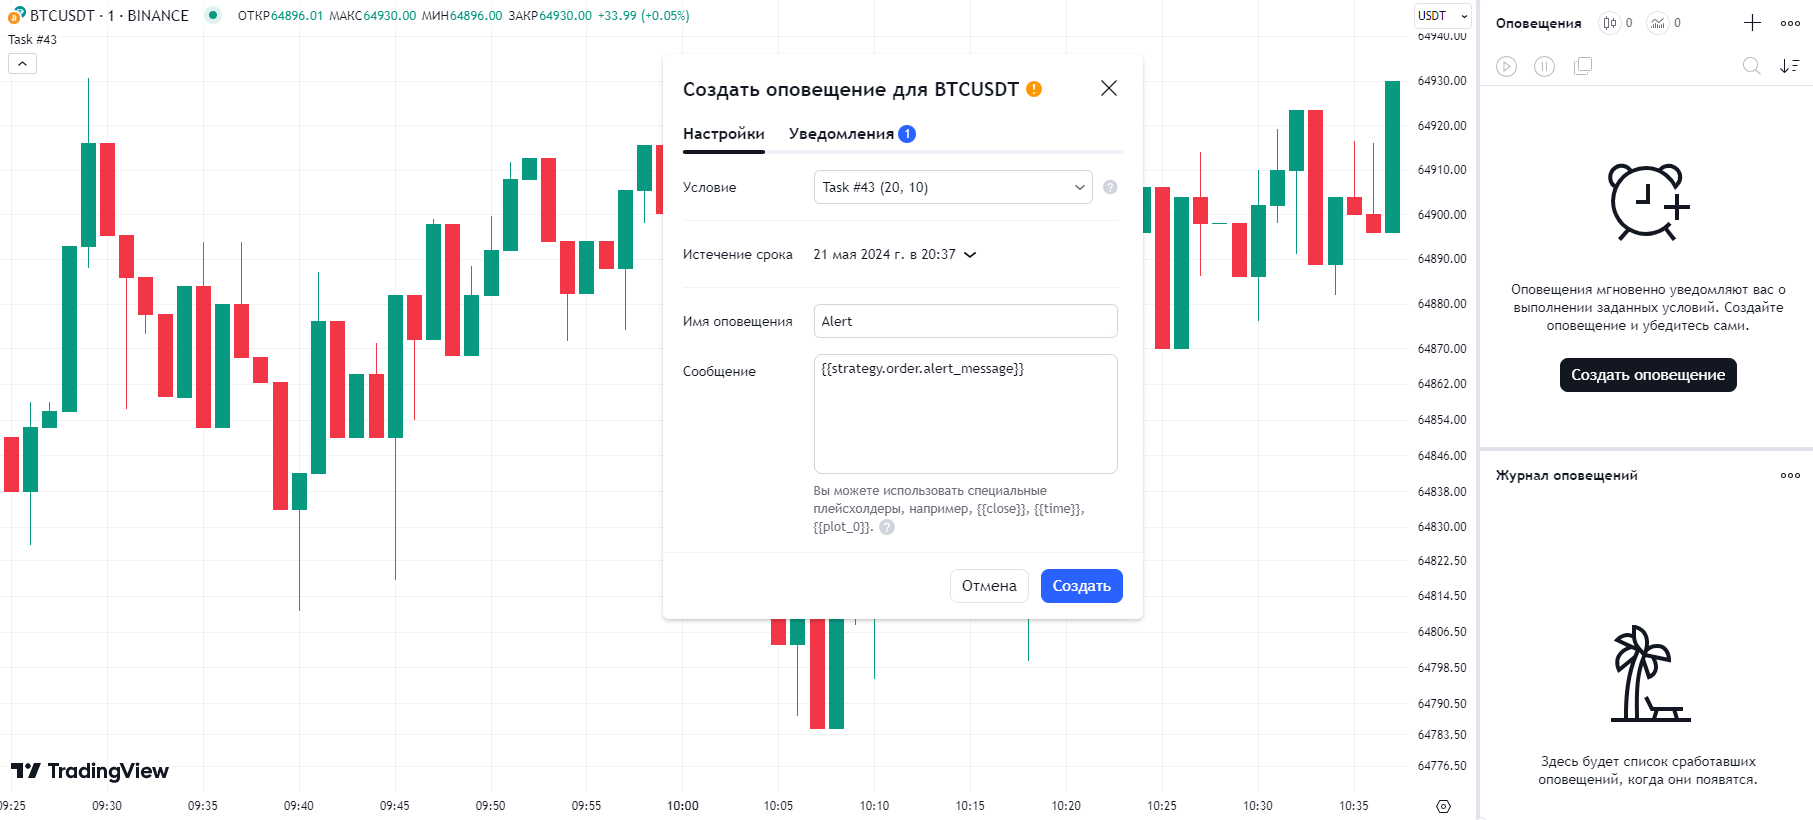 BTCUSDT · 1 · BINANCE ОТКР64896.01 МАКС64930.00 МИН64896.00 ЗАКР64930.00 +33.99 (+0.05%)
Task #43
USDT
64940.00
64930.00
64920.00
64910.00
64900.00
64890.00
64880.00
64870.00
64862.00
64854.00
64846.00
64838.00
64830.00
64822.50
64814.50
64806.50
64798.50
64790.50
64783.50
64776.50
Создать оповещение для BTCUSDT
Настройки Уведомления 1
Условие Task #43 (20, 10) ?
Истечение срока 21 мая 2024 г. в 20:37
Имя оповещения Alert
Сообщение {{strategy.order.alert_message}}
Вы можете использовать специальные
плейсхолдеры, например, {{close}}, {{time}},
{{plot_0}}. ?
Отмена Создать
TradingView
09:25 09:30 09:35 09:40 09:45 09:50 09:55 10:00 10:05 10:10 10:15 10:20 10:25 10:30 10:35
Оповещения 0 0
Оповещения мгновенно уведомляют вас о
выполнении заданных условий. Создайте
оповещение и убедитесь сами.
Создать оповещение
Журнал оповещений
Здесь будет список сработавших
оповещений, когда они появятся.